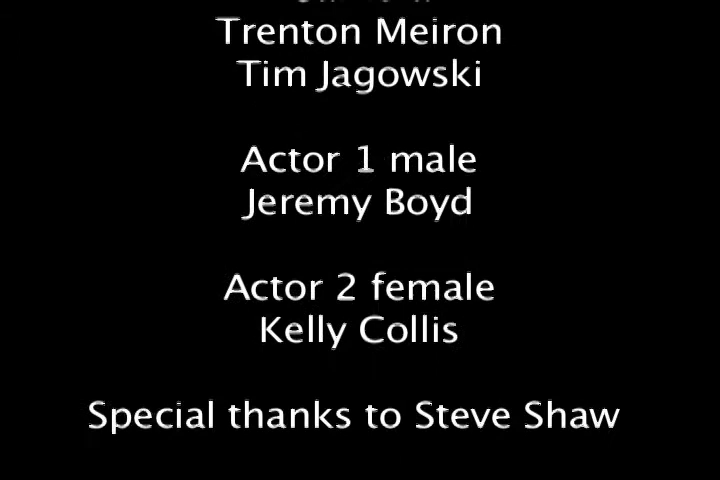 Trenton Meiron
Tim Jagowski
Actor 1 male
Jeremy Boyd
Actor 2 female
Kelly Collis
Special thanks to Steve Shaw